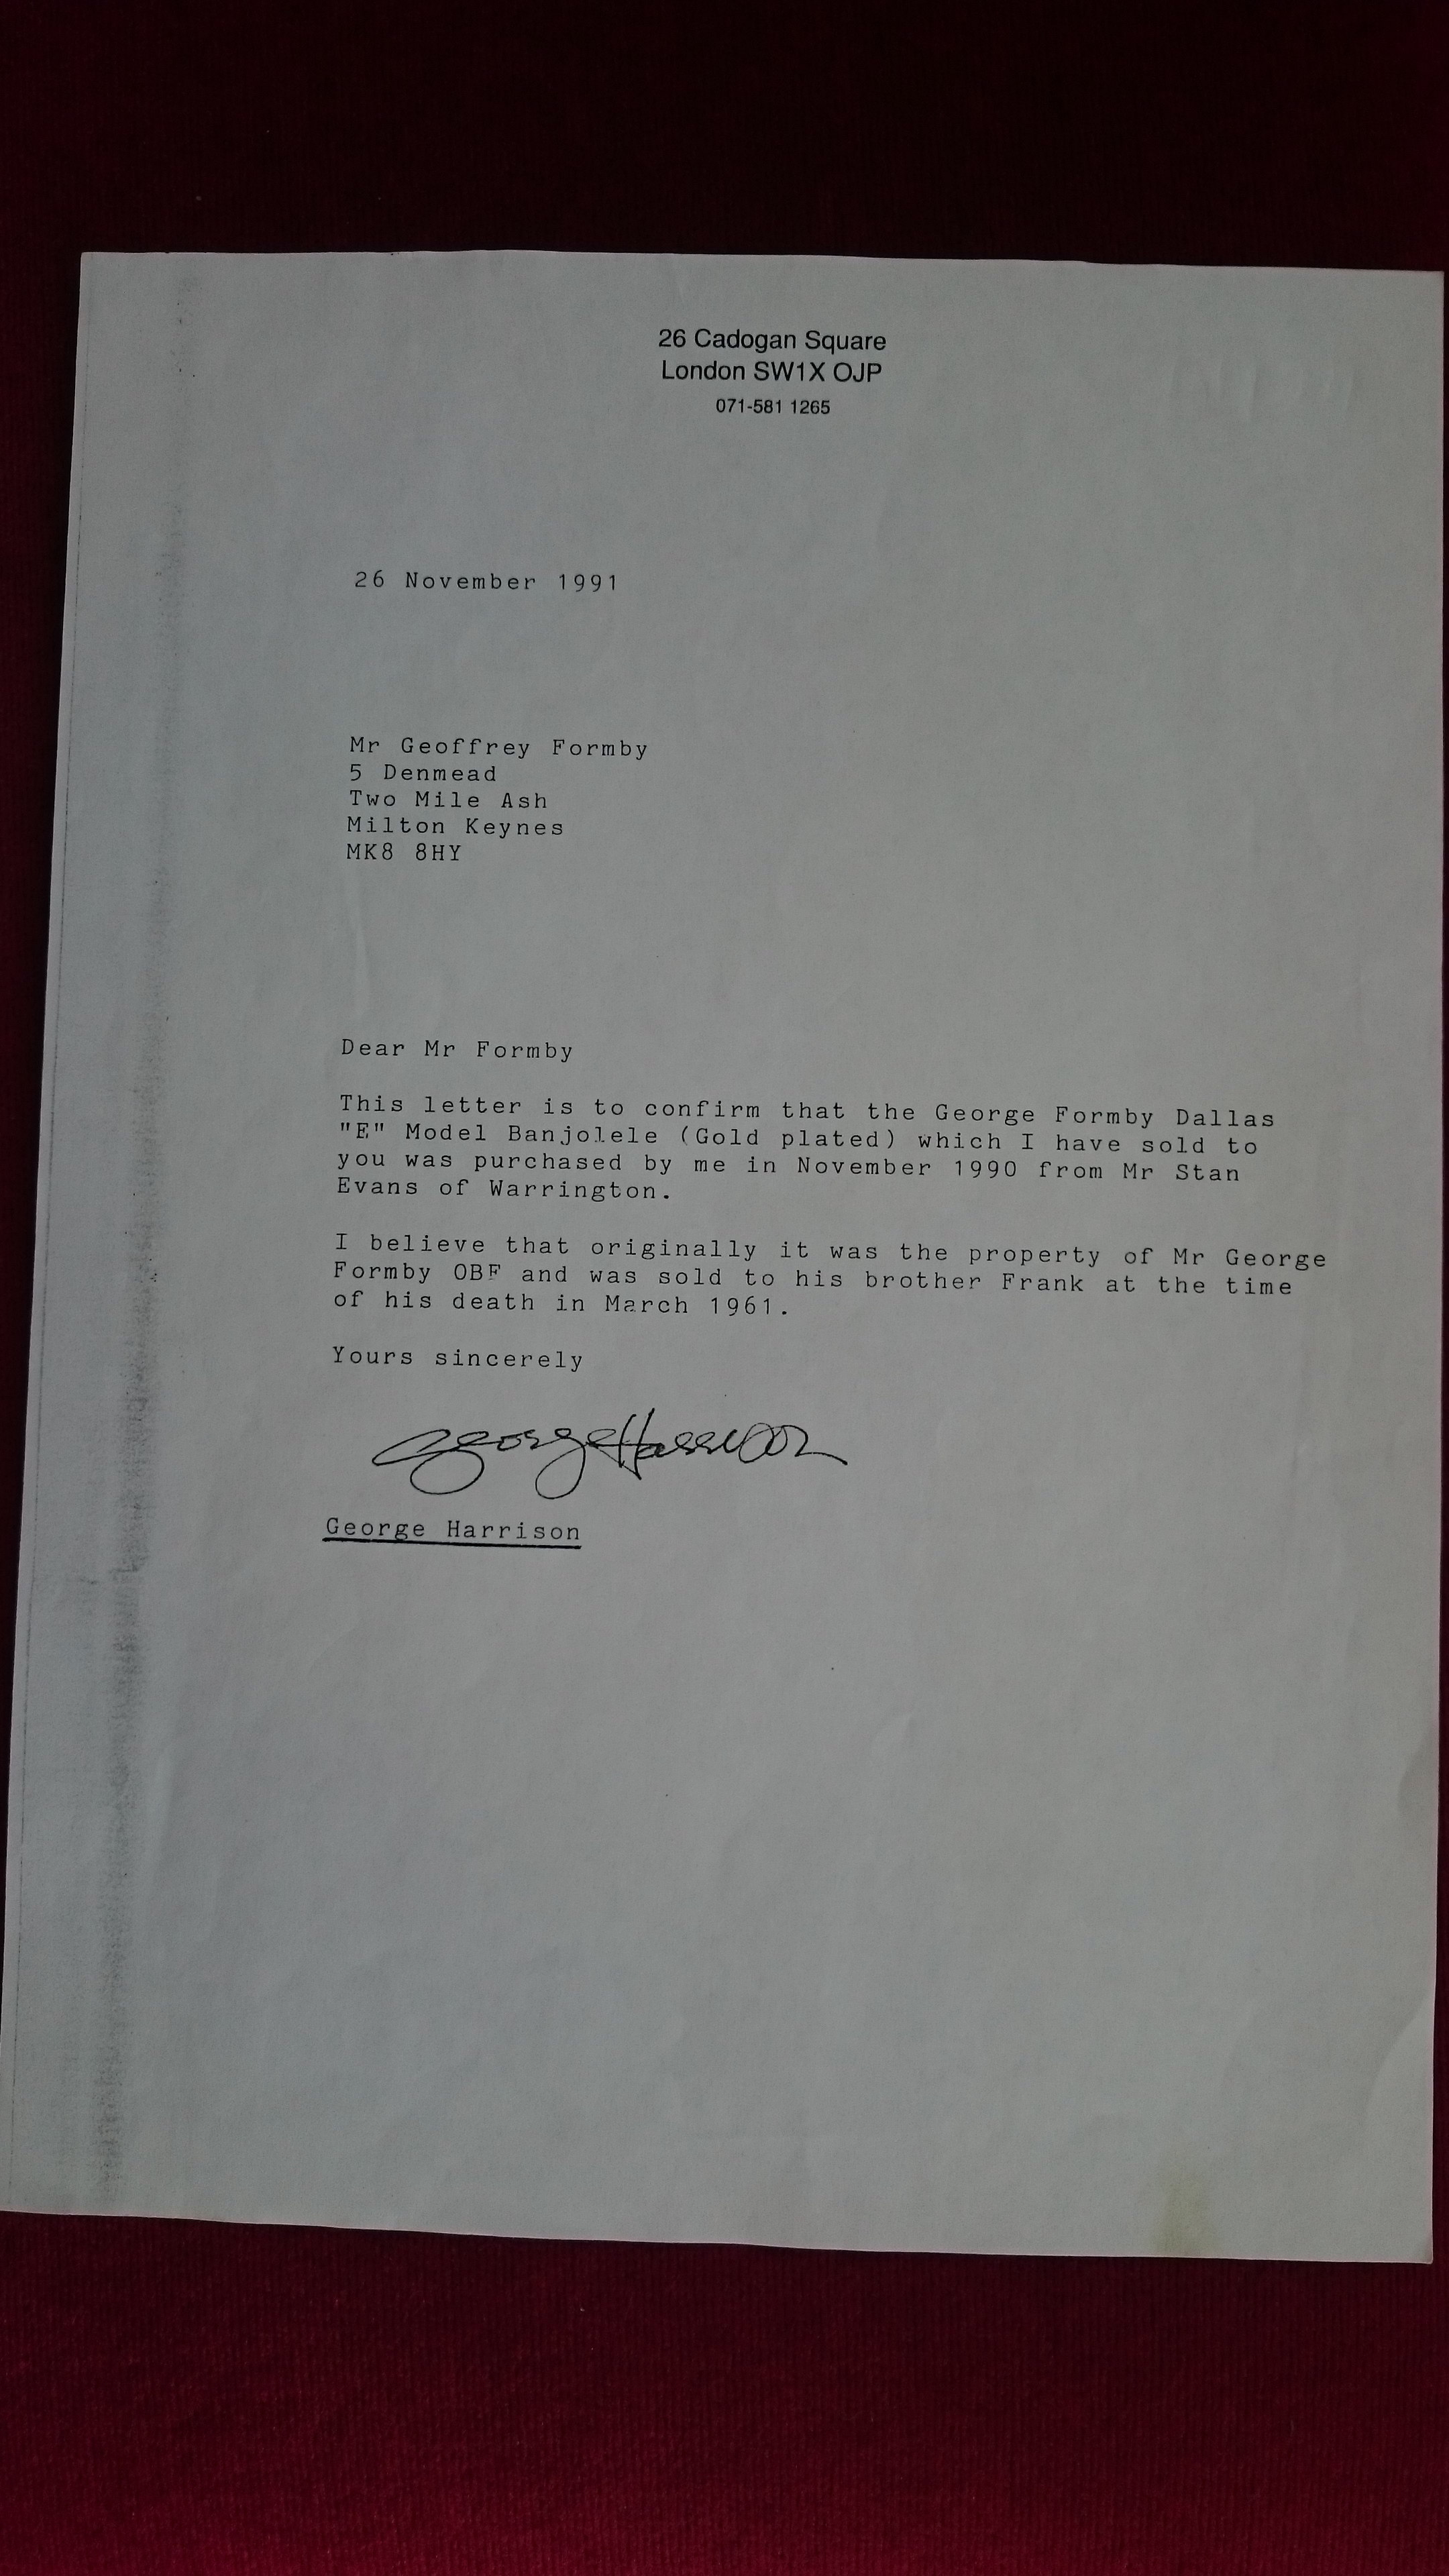 26 Cadogan Square
London SW1X OJP
071-581 1265
26 November 1991
Mr Geoffrey Formby
5 Denmead
Two Mile Ash
Milton Keynes
MK8 8HY
Dear Mr Formby
This letter is to confirm that the George Formby Dallas
"E" Model Banjolele (Gold plated) which I have sold to
you was purchased by me in November 1990 from Mr Stan
Evans of Warrington.
I believe that originally it was the property of Mr George
Formby OBE and was sold to his brother Frank at the time
of his death in March 1961.
Yours sincerely
George Harrison
George Harrison